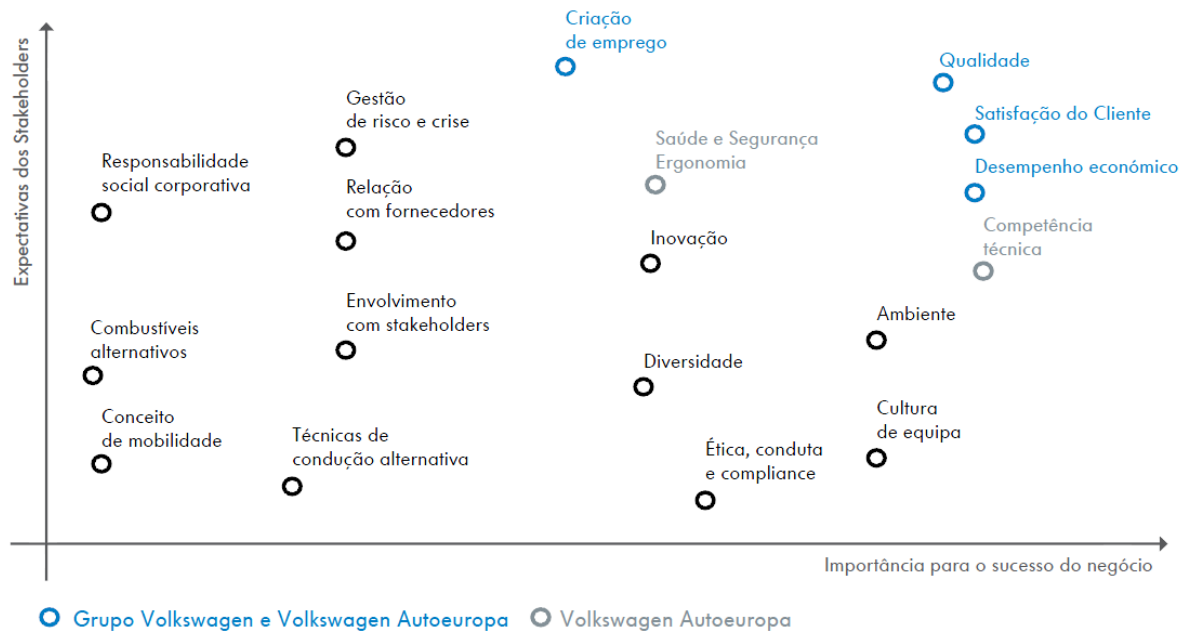 Expectativas dos Stakeholders
Criação
de emprego
Qualidade
Gestão
de risco e crise
Satisfação do Cliente
Saúde e Segurança
Ergonomia
Responsabilidade
social corporativa
Desempenho económico
Relação
com fornecedores
Competência
técnica
Inovação
Envolvimento
com stakeholders
Ambiente
Combustíveis
alternativos
Diversidade
Conceito
de mobilidade
Cultura
de equipa
Técnicas de
condução alternativa
Ética, conduta
e compliance
Importância para o sucesso do negócio
Grupo Volkswagen e Volkswagen Autoeuropa
Volkswagen Autoeuropa